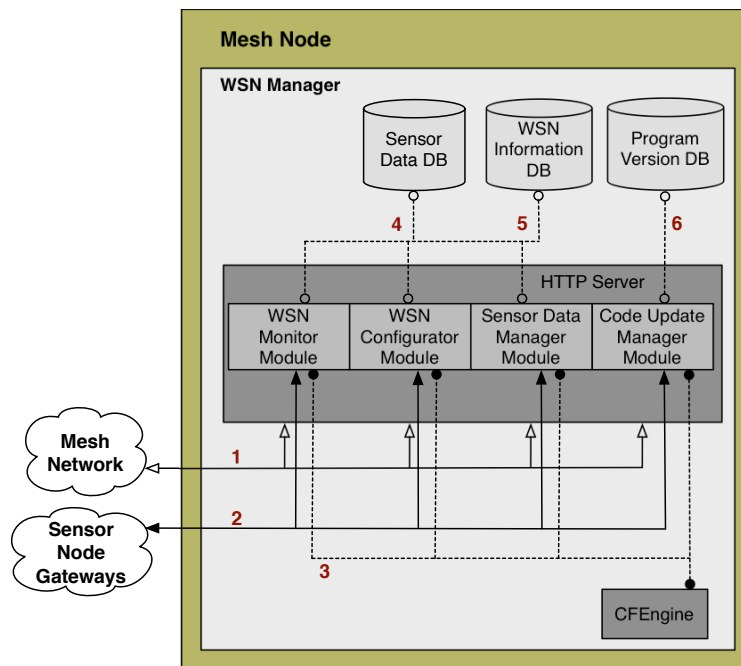 Mesh Node
WSN Manager
Sensor
Data DB
WSN
Information
DB
Program
Version DB
4
5
6
HTTP Server
WSN
Monitor
Module
WSN
Configurator
Module
Sensor Data
Manager
Module
Code Update
Manager
Module
Mesh
Network
1
Sensor
Node
Gateways
2
3
CFEngine